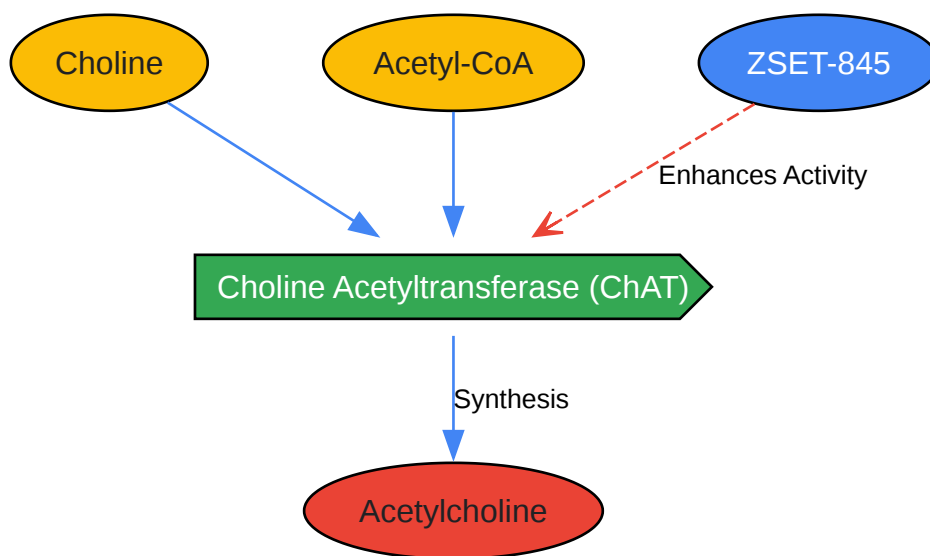 Choline
Acetyl-CoA
ZSET-845
Enhances Activity
Choline Acetyltransferase (ChAT)
Synthesis
Acetylcholine